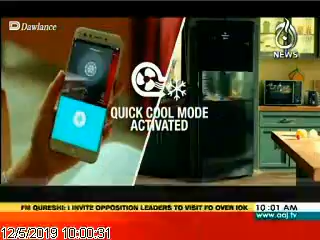 Dawlance
aaj
NEWS
QUICK COOL MODE
ACTIVATED
FM QURESHI: I INVITE OPPOSITION LEADERS TO VISIT FO OVER IOK
10:01 AM
www.aaj.tv
12/5/2019 10:00:31